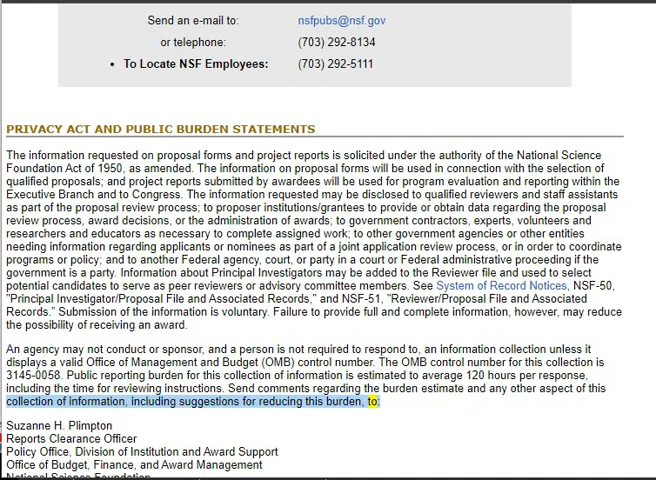 Send an e-mail to: nsfpubs@nsf.gov
or telephone: (703) 292-8134
• To Locate NSF Employees: (703) 292-5111
PRIVACY ACT AND PUBLIC BURDEN STATEMENTS
The information requested on proposal forms and project reports is solicited under the authority of the National Science
Foundation Act of 1950, as amended. The information on proposal forms will be used in connection with the selection of
qualified proposals; and project reports submitted by awardees will be used for program evaluation and reporting within the
Executive Branch and to Congress. The information requested may be disclosed to qualified reviewers and staff assistants
as part of the proposal review process; to proposer institutions/grantees to provide or obtain data regarding the proposal
review process, award decisions, or the administration of awards; to government contractors, experts, volunteers and
researchers and educators as necessary to complete assigned work; to other government agencies or other entities
needing information regarding applicants or nominees as part of a joint application review process, or in order to coordinate
programs or policy; and to another Federal agency, court, or party in a court or Federal administrative proceeding if the
government is a party. Information about Principal Investigators may be added to the Reviewer file and used to select
potential candidates to serve as peer reviewers or advisory committee members. See System of Record Notices, NSF-50,
"Principal Investigator/Proposal File and Associated Records," and NSF-51, "Reviewer/Proposal File and Associated
Records." Submission of the information is voluntary. Failure to provide full and complete information, however, may reduce
the possibility of receiving an award.
An agency may not conduct or sponsor, and a person is not required to respond to, an information collection unless it
displays a valid Office of Management and Budget (OMB) control number. The OMB control number for this collection is
3145-0058. Public reporting burden for this collection of information is estimated to average 120 hours per response,
including the time for reviewing instructions. Send comments regarding the burden estimate and any other aspect of this
collection of information, including suggestions for reducing this burden, to:
Suzanne H. Plimpton
Reports Clearance Officer
Policy Office, Division of Institution and Award Support
Office of Budget, Finance, and Award Management
National Science Foundation